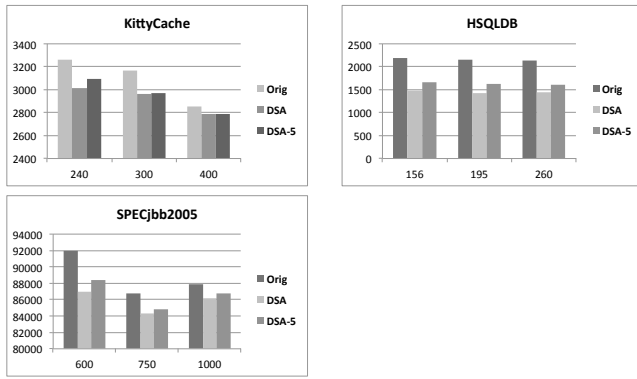 KittyCache
3400
3200
3000
2800
2600
2400
240 300 400
Orig
DSA
DSA-5
HSQLDB
2500
2000
1500
1000
500
0
156 195 260
Orig
DSA
DSA-5
SPECjbb2005
94000
92000
90000
88000
86000
84000
82000
80000
600 750 1000
Orig
DSA
DSA-5